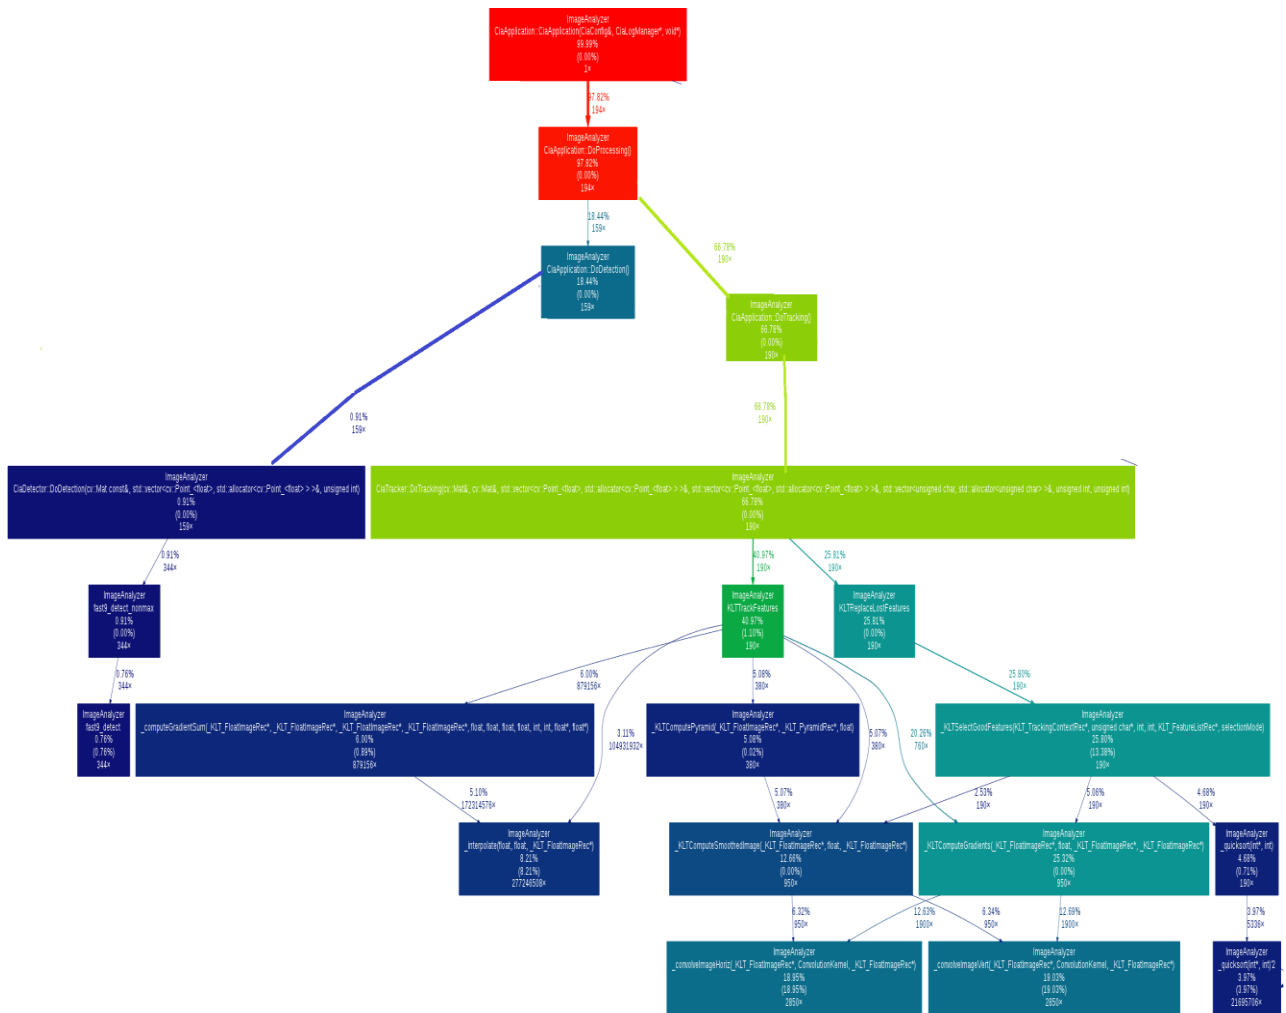 ImageAnalyzer
CiaApplication::CiaApplication(CiaConfig&, CiaLogManager*, void*)
99.99%
(0.00%)
1×
97.82%
194×
ImageAnalyzer
CiaApplication::DoProcessing()
97.82%
(0.00%)
194×
18.44%
159×
66.78%
190×
ImageAnalyzer
CiaApplication::DoDetection()
18.44%
(0.00%)
159×
ImageAnalyzer
CiaApplication::DoTracking()
66.78%
(0.00%)
190×
0.91%
159×
66.78%
190×
ImageAnalyzer
CiaDetector::DoDetection(cv::Mat const&, std::vector<cv::Point_<float>, std::allocator<cv::Point_<float> > >&, unsigned int)
0.91%
(0.00%)
159×
ImageAnalyzer
CiaTracker::DoTracking(cv::Mat&, cv::Mat&, std::vector<cv::Point_<float>, std::allocator<cv::Point_<float> > >&, std::vector<cv::Point_<float>, std::allocator<cv::Point_<float> > >&, std::vector<unsigned char, std::allocator<unsigned char> >&, unsigned int, unsigned int)
66.78%
(0.00%)
190×
0.91%
344×
40.97%
190×
25.81%
190×
ImageAnalyzer
fast9_detect_nonmax
0.91%
(0.00%)
344×
ImageAnalyzer
KLTTrackFeatures
40.97%
(1.10%)
190×
ImageAnalyzer
KLTReplaceLostFeatures
25.81%
(0.00%)
190×
0.76%
344×
6.00%
879156×
5.08%
380×
25.80%
190×
ImageAnalyzer
fast9_detect
0.76%
(0.76%)
344×
ImageAnalyzer
_computeGradientSum(_KLT_FloatImageRec*, _KLT_FloatImageRec*, _KLT_FloatImageRec*, _KLT_FloatImageRec*, float, float, float, float, int, int, float*, float*)
6.00%
(0.89%)
879156×
3.11%
104931932×
ImageAnalyzer
_KLTComputePyramid(_KLT_FloatImageRec*, _KLT_PyramidRec*, float)
5.08%
(0.02%)
380×
5.07%
380×
20.26%
760×
ImageAnalyzer
_KLTSelectGoodFeatures(KLT_TrackingContextRec*, unsigned char*, int, int, KLT_FeatureListRec*, selectionMode)
25.80%
(13.38%)
190×
5.10%
172314576×
5.07%
380×
2.53%
190×
5.06%
190×
4.68%
190×
ImageAnalyzer
_interpolate(float, float, _KLT_FloatImageRec*)
8.21%
(8.21%)
277246508×
ImageAnalyzer
_KLTComputeSmoothedImage(_KLT_FloatImageRec*, float, _KLT_FloatImageRec*)
12.66%
(0.00%)
950×
ImageAnalyzer
_KLTComputeGradients(_KLT_FloatImageRec*, float, _KLT_FloatImageRec*, _KLT_FloatImageRec*)
25.32%
(0.00%)
950×
ImageAnalyzer
_quicksort(int*, int)
4.68%
(0.71%)
190×
6.32%
950×
12.63%
1900×
6.34%
950×
12.69%
1900×
3.97%
5336×
ImageAnalyzer
_convolveImageHoriz(_KLT_FloatImageRec*, ConvolutionKernel, _KLT_FloatImageRec*)
18.95%
(18.95%)
2850×
ImageAnalyzer
_convolveImageVert(_KLT_FloatImageRec*, ConvolutionKernel, _KLT_FloatImageRec*)
19.03%
(19.03%)
2850×
ImageAnalyzer
_quicksort(int*, int)'2
3.97%
(3.97%)
21695706×